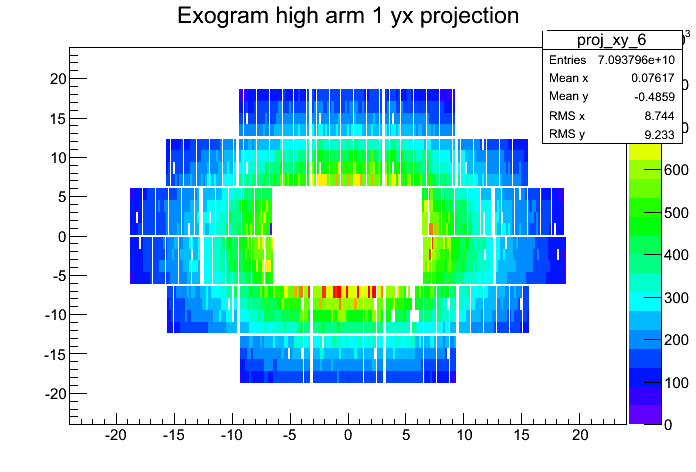 Exogram high arm 1 yx projection
proj_xy_6
Entries 7.093796e+10
Mean x 0.07617
Mean y -0.4859
RMS x 8.744
RMS y 9.233
20
15
10
5
0
-5
-10
-15
-20
-20 -15 -10 -5 0 5 10 15 20
600
500
400
300
200
100
0